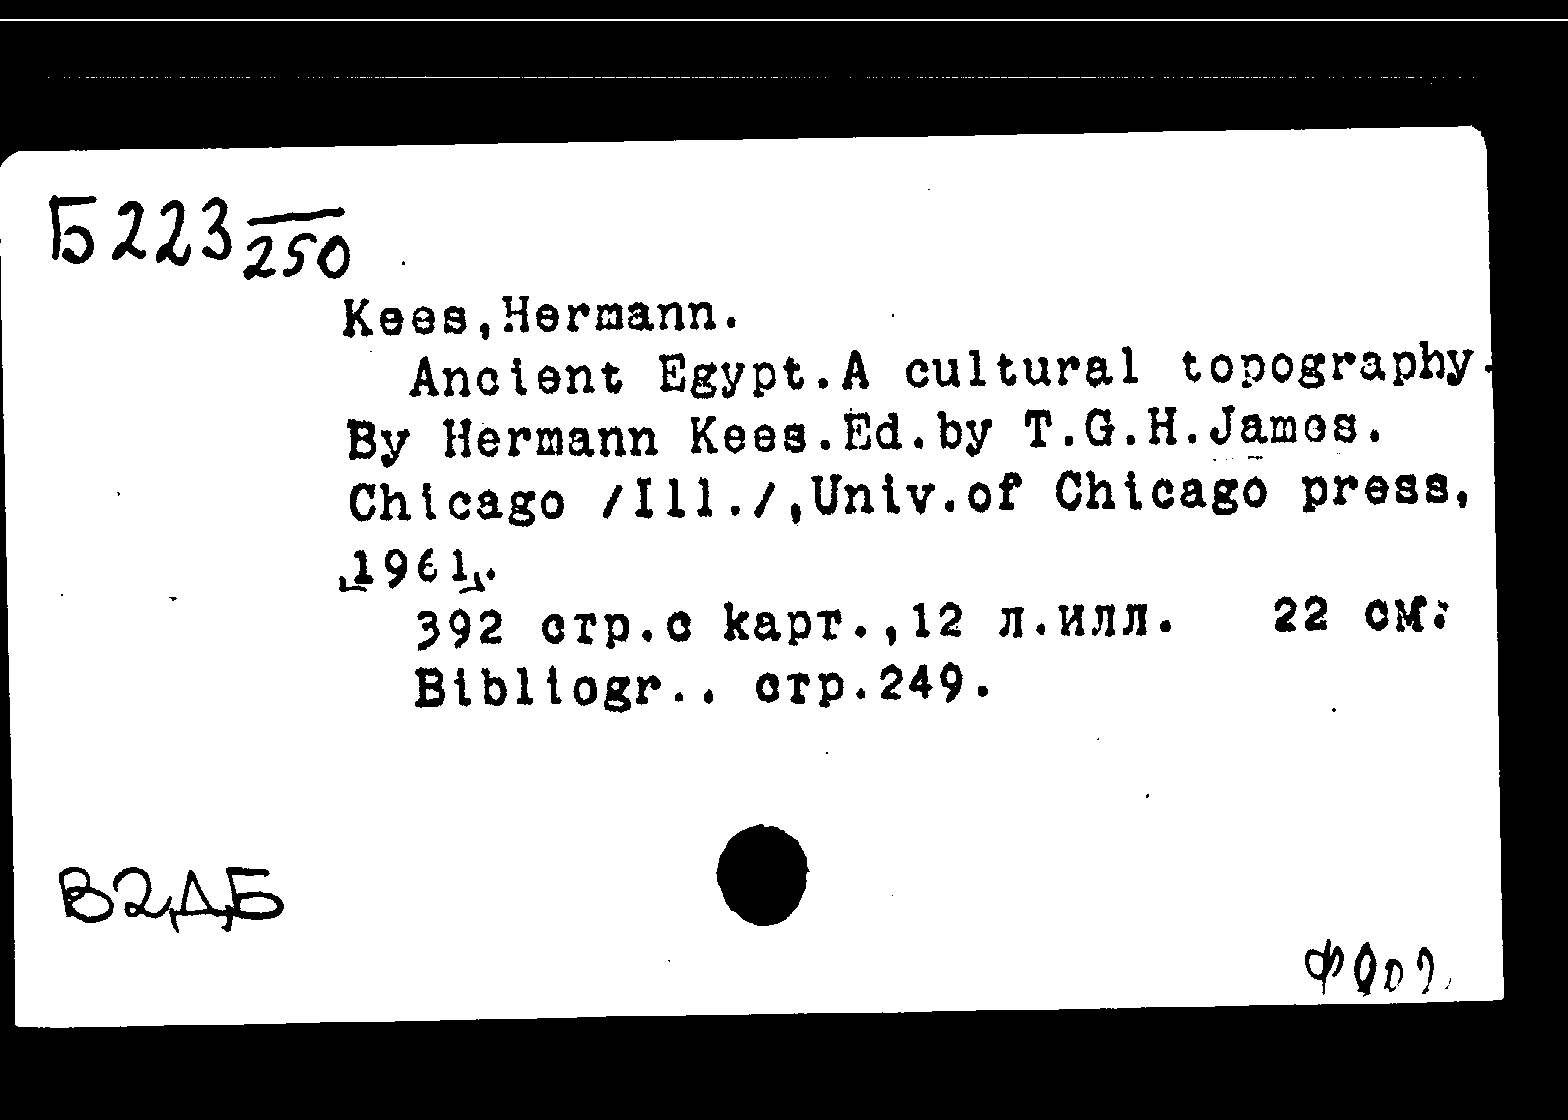 Б 223/250
Kees,Hermann.
Ancient Egypt.A cultural topography.
By Hermann Kees.Ed.by T.G.H.James.
Chicago /Ill./,Univ.of Chicago press,
[1961].
392 стр.с карт.,12 л.илл. 22 см.
Bibliogr.. стр.249.
В2,Д,Б